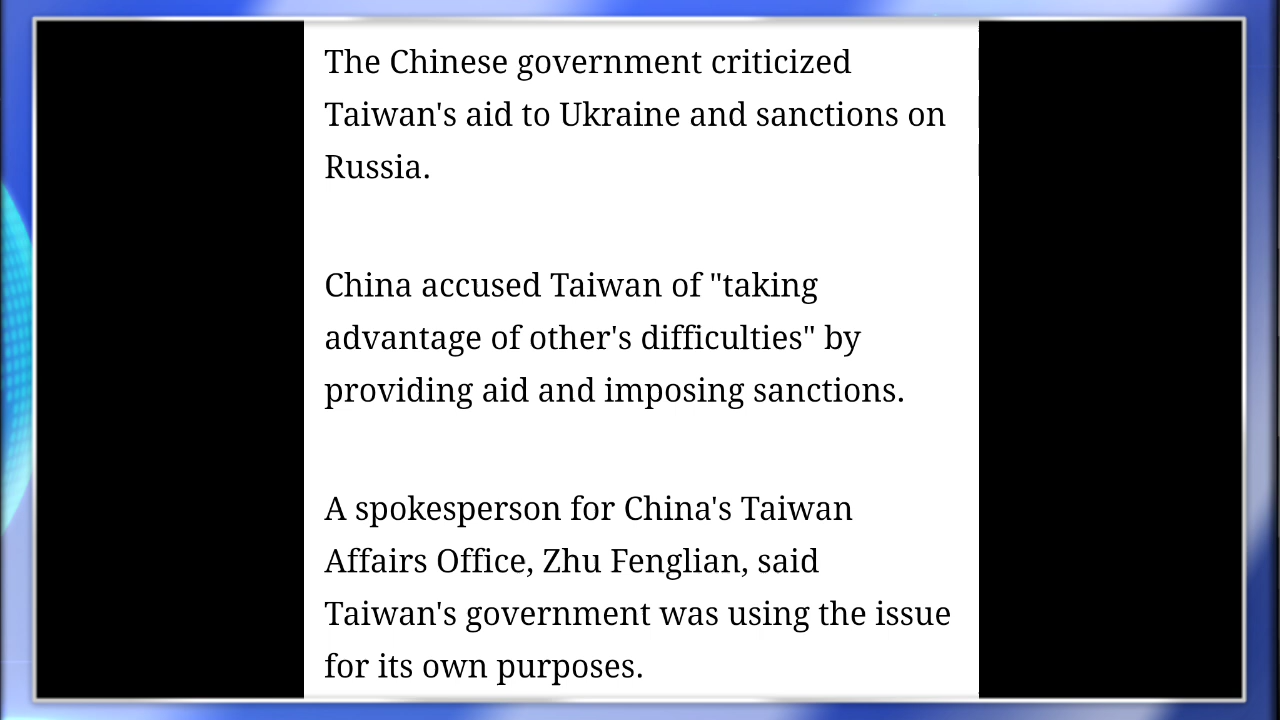 The Chinese government criticized
Taiwan's aid to Ukraine and sanctions on
Russia.
China accused Taiwan of "taking
advantage of other's difficulties" by
providing aid and imposing sanctions.
A spokesperson for China's Taiwan
Affairs Office, Zhu Fenglian, said
Taiwan's government was using the issue
for its own purposes.